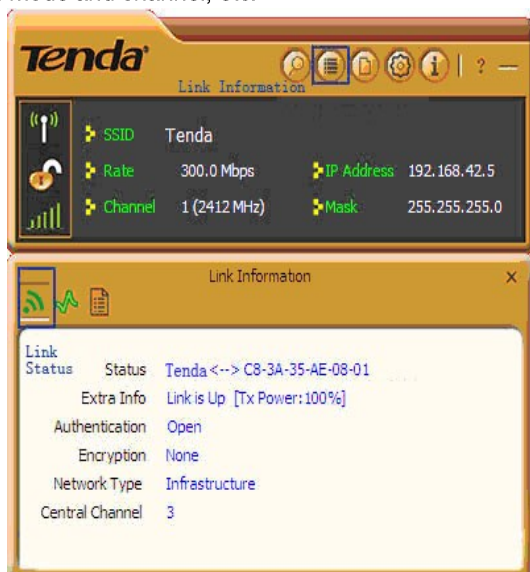 Tenda
Link Information
? —
SSID Tenda
Rate 300.0 Mbps IP Address 192.168.42.5
Channel 1 (2412 MHz) Mask 255.255.255.0
Link Information X
Link
Status Status Tenda <--> C8-3A-35-AE-08-01
Extra Info Link is Up [Tx Power:100%]
Authentication Open
Encryption None
Network Type Infrastructure
Central Channel 3